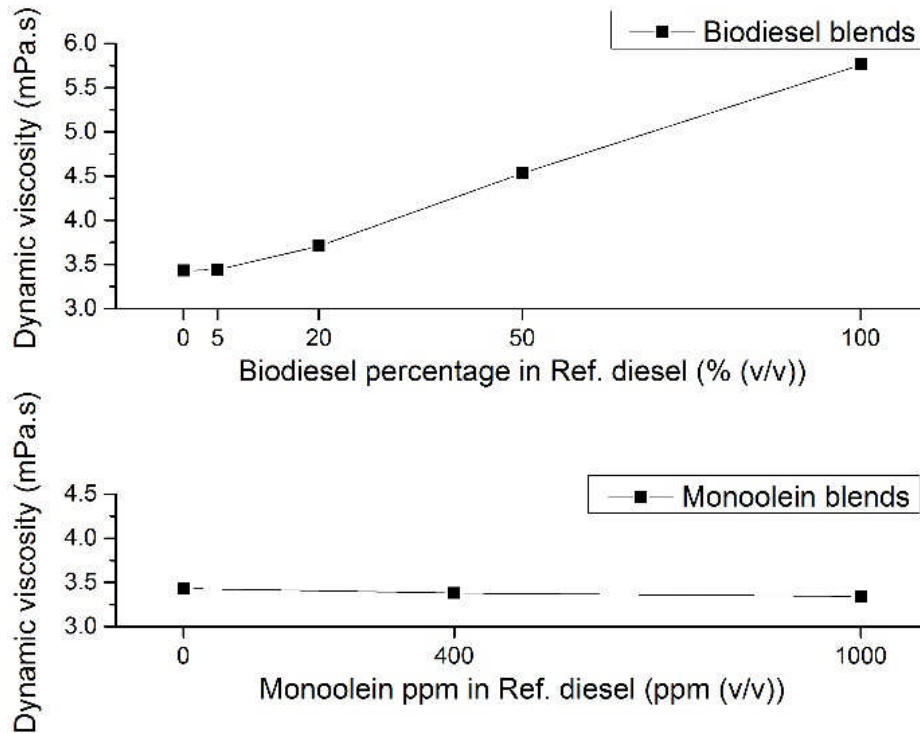 Biodiesel blends
Dynamic viscosity (mPa.s)
6.0
5.5
5.0
4.5
4.0
3.5
3.0
0 5 20 50 100
Biodiesel percentage in Ref. diesel (% (v/v))
Monoolein blends
Dynamic viscosity (mPa.s)
4.5
4.0
3.5
3.0
0 400 1000
Monoolein ppm in Ref. diesel (ppm (v/v))